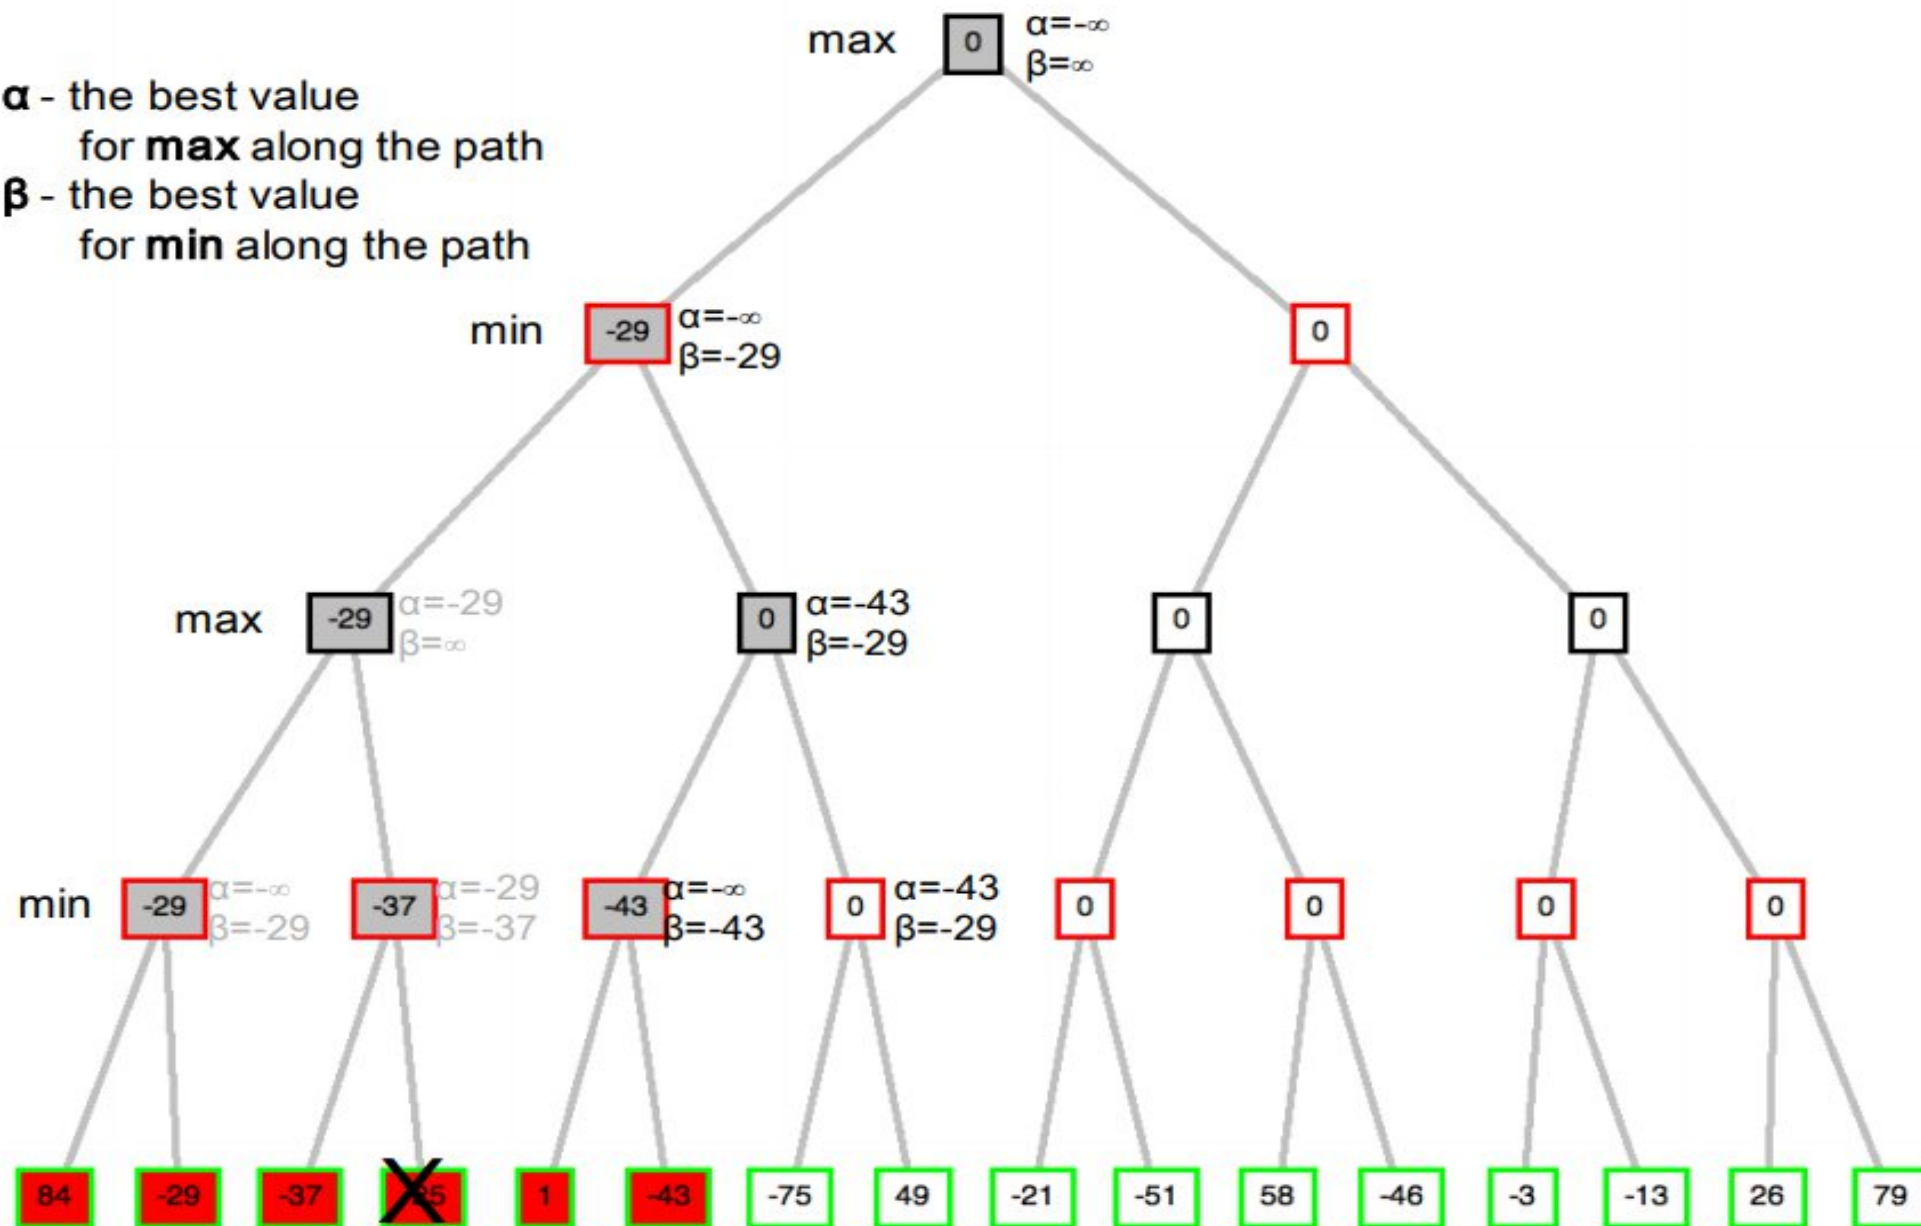 max 0 α=-∞
β=∞
α - the best value
for max along the path
β - the best value
for min along the path
min -29 α=-∞ 0
β=-29
max -29 α=-29 0 α=-43 0 0
β=∞ β=-29
min -29 α=-∞ -37 α=-29 -43 α=-∞ 0 α=-43 0 0 0 0
β=-29 β=-37 β=-43 β=-29
84 -29 -37 X 1 -43 -75 49 -21 -51 58 -46 -3 -13 26 79